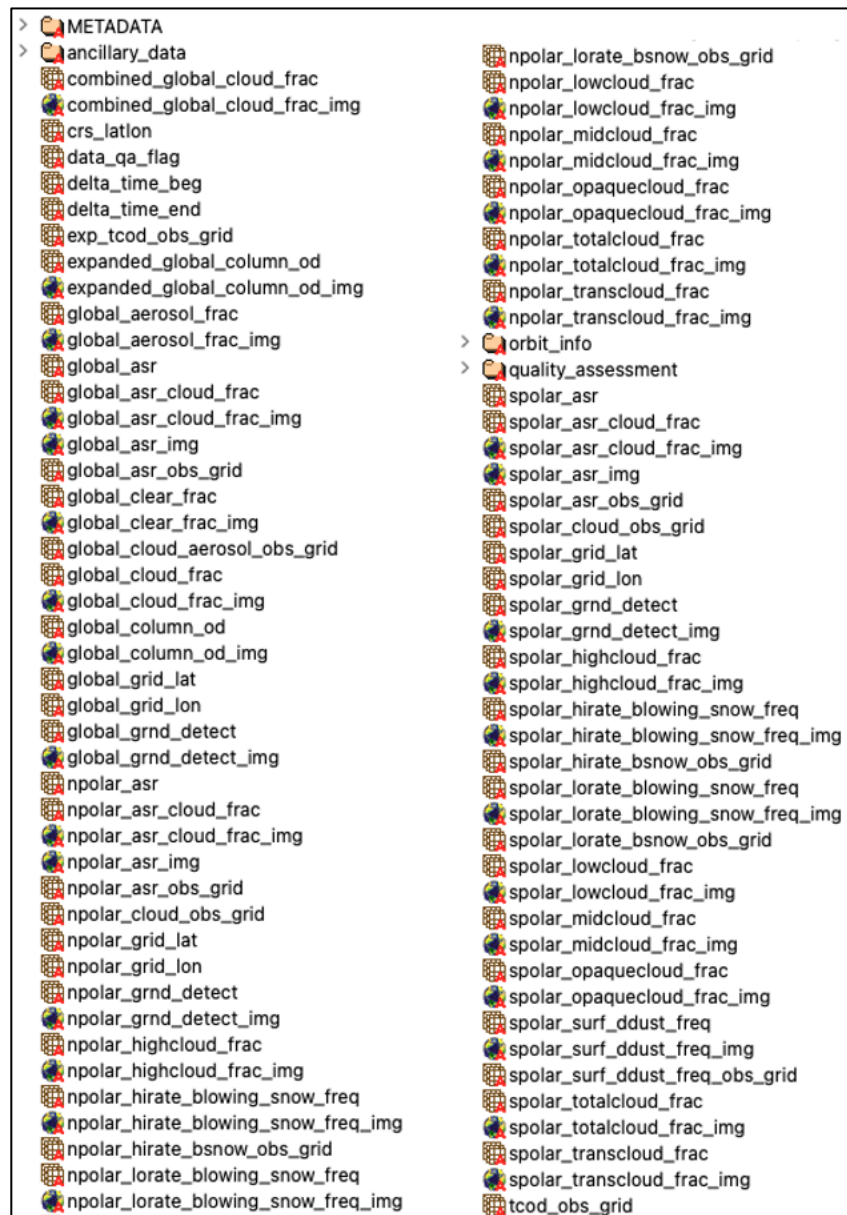 METADATA
ancillary_data
combined_global_cloud_frac
combined_global_cloud_frac_img
crs_latlon
data_qa_flag
delta_time_beg
delta_time_end
exp_tcod_obs_grid
expanded_global_column_od
expanded_global_column_od_img
global_aerosol_frac
global_aerosol_frac_img
global_asr
global_asr_cloud_frac
global_asr_cloud_frac_img
global_asr_img
global_asr_obs_grid
global_clear_frac
global_clear_frac_img
global_cloud_aerosol_obs_grid
global_cloud_frac
global_cloud_frac_img
global_column_od
global_column_od_img
global_grid_lat
global_grid_lon
global_grnd_detect
global_grnd_detect_img
npolar_asr
npolar_asr_cloud_frac
npolar_asr_cloud_frac_img
npolar_asr_img
npolar_asr_obs_grid
npolar_cloud_obs_grid
npolar_grid_lat
npolar_grid_lon
npolar_grnd_detect
npolar_grnd_detect_img
npolar_highcloud_frac
npolar_highcloud_frac_img
npolar_hirate_blowing_snow_freq
npolar_hirate_blowing_snow_freq_img
npolar_hirate_bsnow_obs_grid
npolar_lorate_blowing_snow_freq
npolar_lorate_blowing_snow_freq_img
npolar_lorate_bsnow_obs_grid
npolar_lowcloud_frac
npolar_lowcloud_frac_img
npolar_midcloud_frac
npolar_midcloud_frac_img
npolar_opaquecloud_frac
npolar_opaquecloud_frac_img
npolar_totalcloud_frac
npolar_totalcloud_frac_img
npolar_transcloud_frac
npolar_transcloud_frac_img
orbit_info
quality_assessment
spolar_asr
spolar_asr_cloud_frac
spolar_asr_cloud_frac_img
spolar_asr_img
spolar_asr_obs_grid
spolar_cloud_obs_grid
spolar_grid_lat
spolar_grid_lon
spolar_grnd_detect
spolar_grnd_detect_img
spolar_highcloud_frac
spolar_highcloud_frac_img
spolar_hirate_blowing_snow_freq
spolar_hirate_blowing_snow_freq_img
spolar_hirate_bsnow_obs_grid
spolar_lorate_blowing_snow_freq
spolar_lorate_blowing_snow_freq_img
spolar_lorate_bsnow_obs_grid
spolar_lowcloud_frac
spolar_lowcloud_frac_img
spolar_midcloud_frac
spolar_midcloud_frac_img
spolar_opaquecloud_frac
spolar_opaquecloud_frac_img
spolar_surf_ddust_freq
spolar_surf_ddust_freq_img
spolar_surf_ddust_freq_obs_grid
spolar_totalcloud_frac
spolar_totalcloud_frac_img
spolar_transcloud_frac
spolar_transcloud_frac_img
tcod_obs_grid